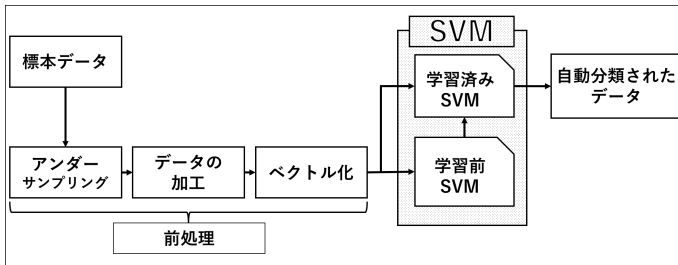 SVM
標本データ
学習済み
SVM
自動分類された
データ
アンダー
サンプリング
データの
加工
ベクトル化
学習前
SVM
前処理